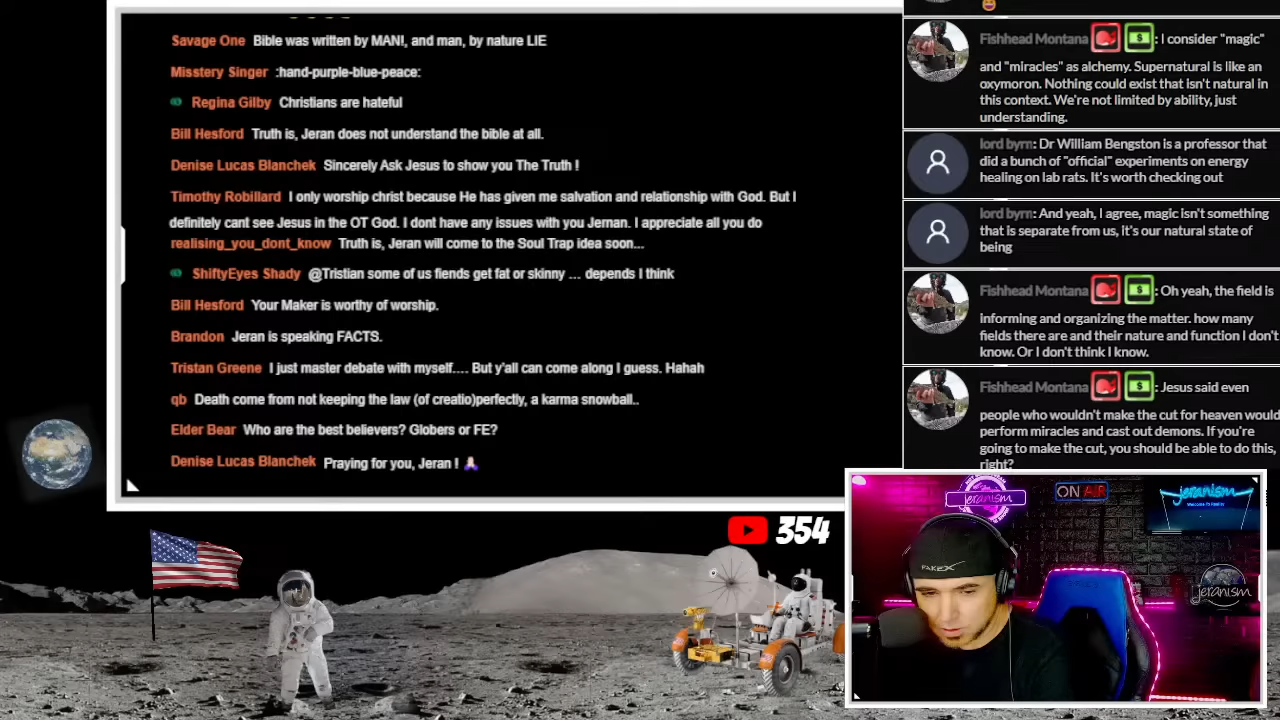 Savage One Bible was written by MAN!, and man, by nature LIE
Misstery Singer :hand-purple-blue-peace:
Regina Gilby Christians are hateful
Bill Hesford Truth is, Jeran does not understand the bible at all.
Denise Lucas Blanchek Sincerely Ask Jesus to show you The Truth !
Timothy Robillard I only worship christ because He has given me salvation and relationship with God. But I
definitely cant see Jesus in the OT God. I dont have any issues with you Jernan. I appreciate all you do
realising_you_dont_know Truth is, Jeran will come to the Soul Trap idea soon...
ShiftyEyes Shady @Tristian some of us fiends get fat or skinny ... depends I think
Bill Hesford Your Maker is worthy of worship.
Brandon Jeran is speaking FACTS.
Tristan Greene I just master debate with myself.... But y'all can come along I guess. Hahah
qb Death come from not keeping the law (of creatio)perfectly, a karma snowball..
Elder Bear Who are the best believers? Globers or FE?
Denise Lucas Blanchek Praying for you, Jeran !
Fishhead Montana $ : I consider "magic"
and "miracles" as alchemy. Supernatural is like an
oxymoron. Nothing could exist that isn't natural in
this context. We're not limited by ability, just
understanding.
lord byrn: Dr William Bengston is a professor that
did a bunch of "official" experiments on energy
healing on lab rats. It's worth checking out
lord byrn: And yeah, I agree, magic isn't something
that is separate from us, it's our natural state of
being
Fishhead Montana $ : Oh yeah, the field is
informing and organizing the matter. how many
fields there are and their nature and function I don't
know. Or I don't think I know.
Fishhead Montana $ : Jesus said even
people who wouldn't make the cut for heaven would
perform miracles and cast out demons. If you're
going to make the cut, you should be able to do this,
right?
354
jeranism
ON AIR
jeranism
Welcome To Reality
FAKEX
jeranism